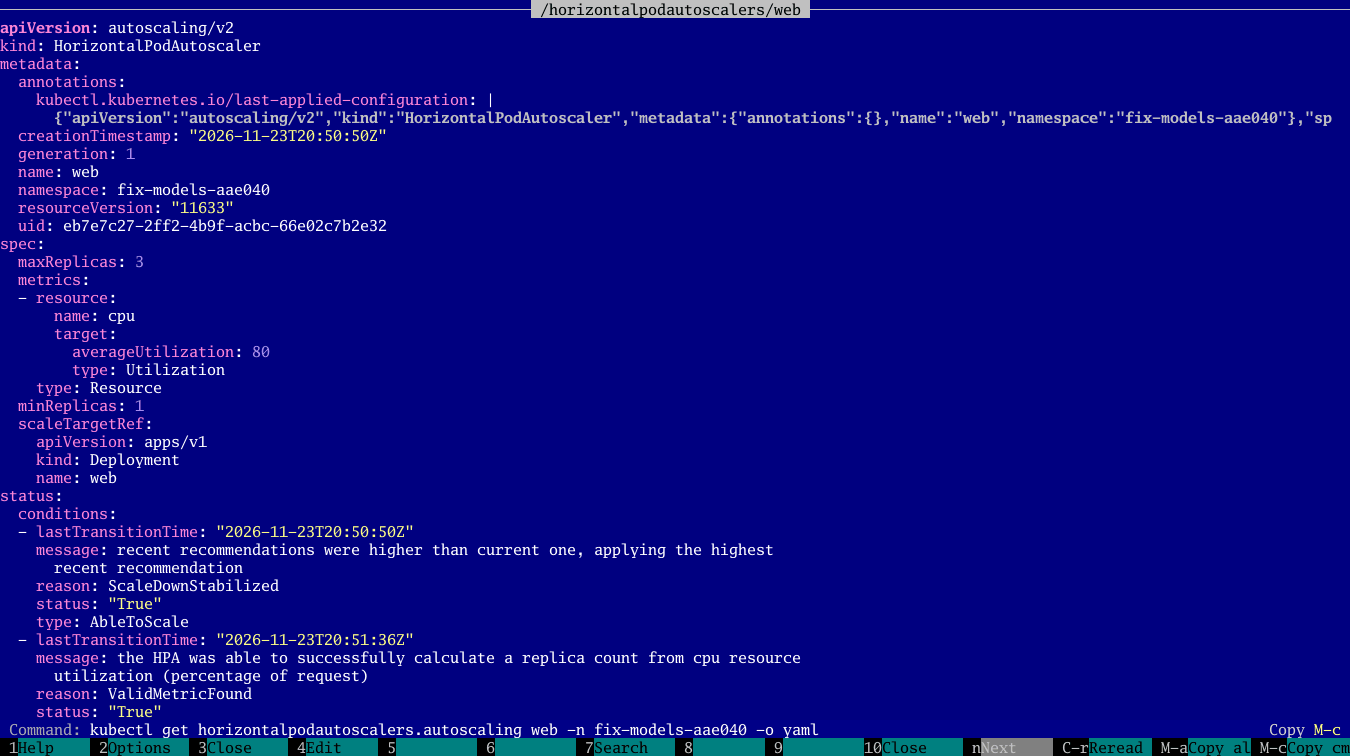 /horizontalpodautoscalers/web
apiVersion: autoscaling/v2
kind: HorizontalPodAutoscaler
metadata:
  annotations:
    kubectl.kubernetes.io/last-applied-configuration: |
      {"apiVersion":"autoscaling/v2","kind":"HorizontalPodAutoscaler","metadata":{"annotations":{},"name":"web","namespace":"fix-models-aae040"},"sp
  creationTimestamp: "2026-11-23T20:50:50Z"
  generation: 1
  name: web
  namespace: fix-models-aae040
  resourceVersion: "11633"
  uid: eb7e7c27-2ff2-4b9f-acbc-66e02c7b2e32
spec:
  maxReplicas: 3
  metrics:
  - resource:
      name: cpu
      target:
        averageUtilization: 80
        type: Utilization
    type: Resource
  minReplicas: 1
  scaleTargetRef:
    apiVersion: apps/v1
    kind: Deployment
    name: web
status:
  conditions:
  - lastTransitionTime: "2026-11-23T20:50:50Z"
    message: recent recommendations were higher than current one, applying the highest
      recent recommendation
    reason: ScaleDownStabilized
    status: "True"
    type: AbleToScale
  - lastTransitionTime: "2026-11-23T20:51:36Z"
    message: the HPA was able to successfully calculate a replica count from cpu resource
      utilization (percentage of request)
    reason: ValidMetricFound
    status: "True"
Command: kubectl get horizontalpodautoscalers.autoscaling web -n fix-models-aae040 -o yaml Copy M-c
1Help 2Options 3Close 4Edit 5 6 7Search 8 9 10Close nNext C-rReread M-aCopy al M-cCopy cm